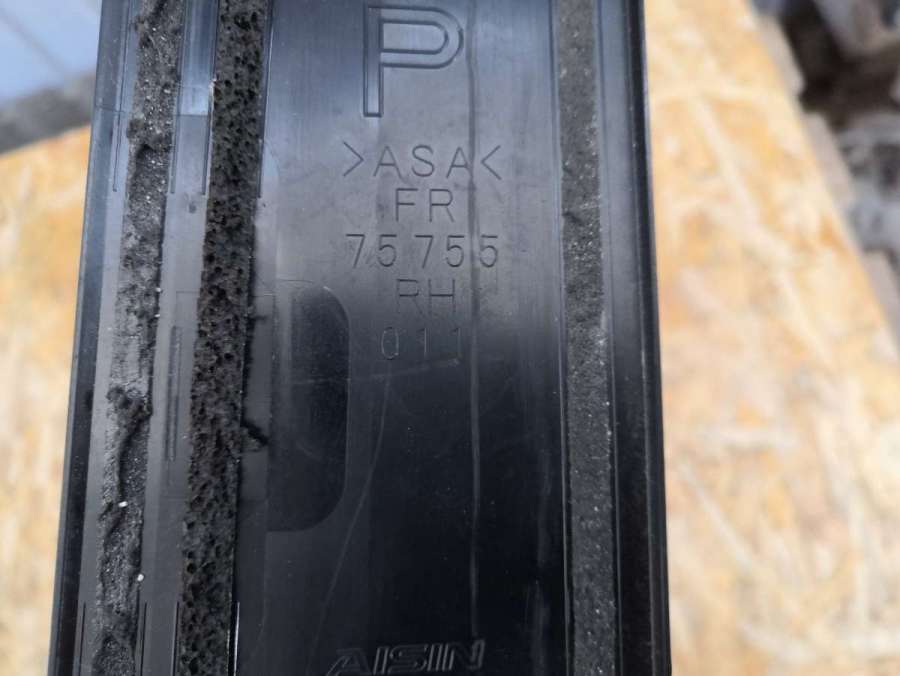 P
>ASA<
FR
75755
RH
011
AISIN